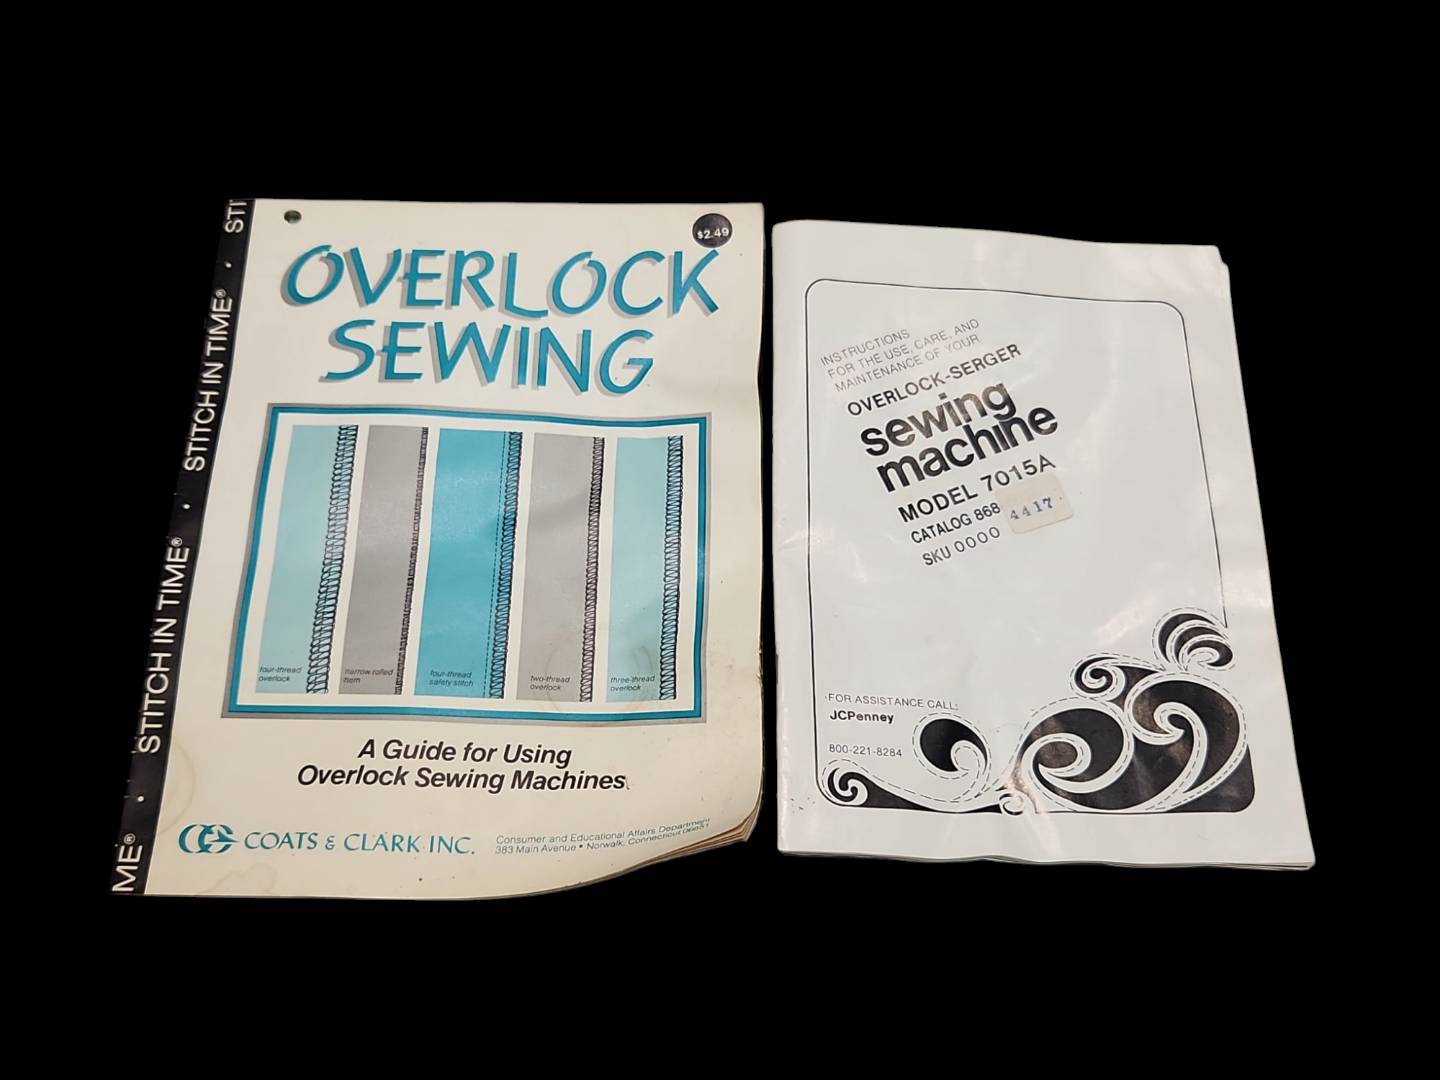 STI
STITCH IN TIME® ·
STITCH IN TIME® ·
ME® ·
$2.49
OVERLOCK
SEWING
four-thread
overlock
narrow rolled
hem
four-thread
safety stitch
two-thread
overlock
three-thread
overlock
A Guide for Using
Overlock Sewing Machines
COATS & CLARK INC.
Consumer and Educational Affairs Department
383 Main Avenue • Norwalk, Connecticut 06851
INSTRUCTIONS
FOR THE USE, CARE, AND
MAINTENANCE OF YOUR
OVERLOCK-SERGER
sewing
machine
MODEL 7015A
CATALOG 868 4417
SKU 0000
FOR ASSISTANCE CALL:
JCPenney
800-221-8284